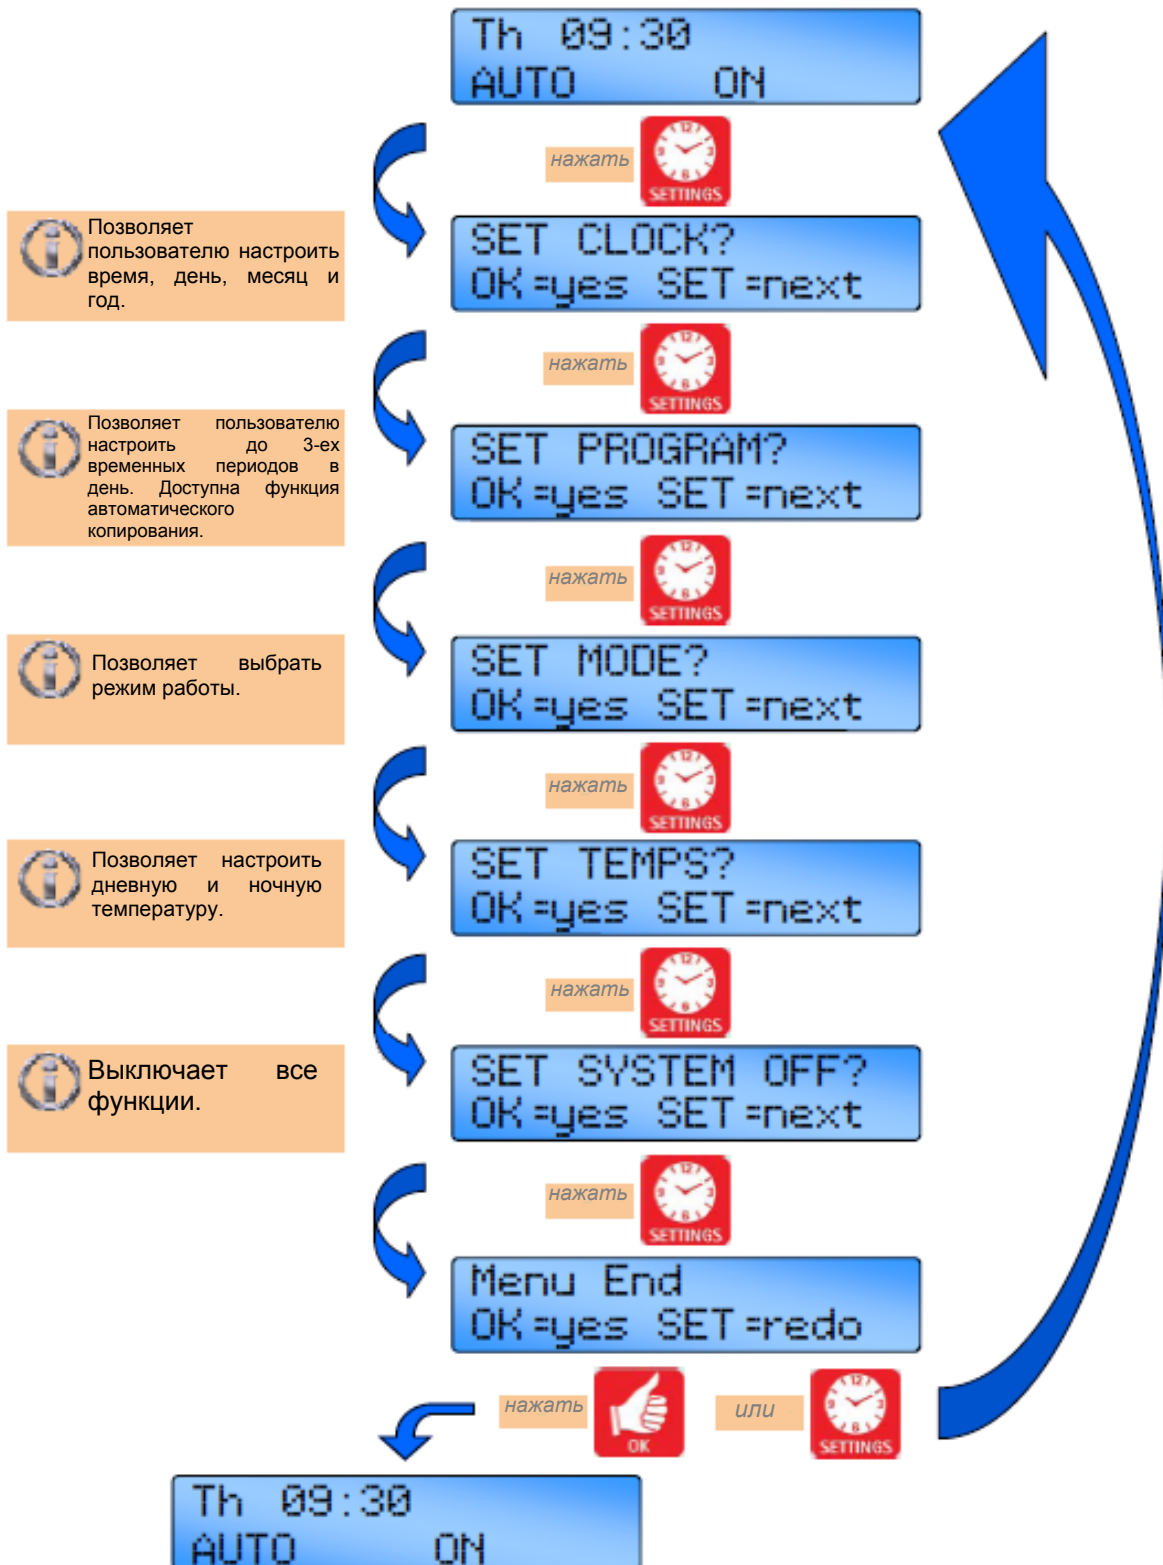 Th 09:30
AUTO ON
нажать
SETTINGS
Позволяет
пользователю настроить
время, день, месяц и
год.
SET CLOCK?
OK=yes SET=next
нажать
SETTINGS
Позволяет пользователю
настроить до 3-ех
временных периодов в
день. Доступна функция
автоматического
копирования.
SET PROGRAM?
OK=yes SET=next
нажать
SETTINGS
Позволяет выбрать
режим работы.
SET MODE?
OK=yes SET=next
нажать
SETTINGS
Позволяет настроить
дневную и ночную
температуру.
SET TEMPS?
OK=yes SET=next
нажать
SETTINGS
Выключает все
функции.
SET SYSTEM OFF?
OK=yes SET=next
нажать
SETTINGS
Menu End
OK=yes SET=redo
нажать
OK
или
SETTINGS
Th 09:30
AUTO ON